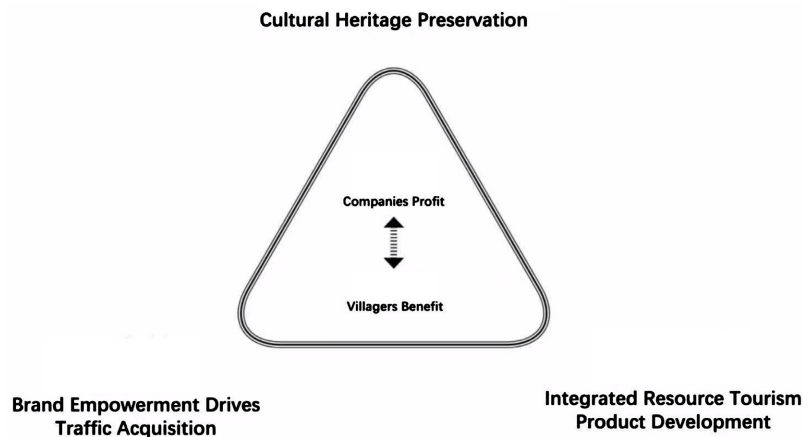 Cultural Heritage Preservation
Companies Profit
Villagers Benefit
Brand Empowerment Drives
Traffic Acquisition
Integrated Resource Tourism
Product Development